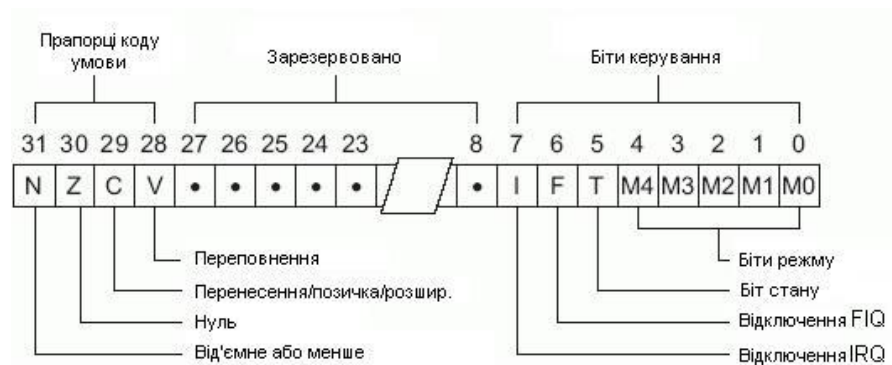 Прапорці коду
умови
Зарезервовано
Біти керування
31 30 29 28 27 26 25 24 23 8 7 6 5 4 3 2 1 0
N Z C V • • • • • • I F T M4 M3 M2 M1 M0
Переповнення
Біти режму
Перенесення/позичка/розшир.
Біт стану
Нуль
Відключення FIQ
Від'ємне або менше
Відключення IRQ